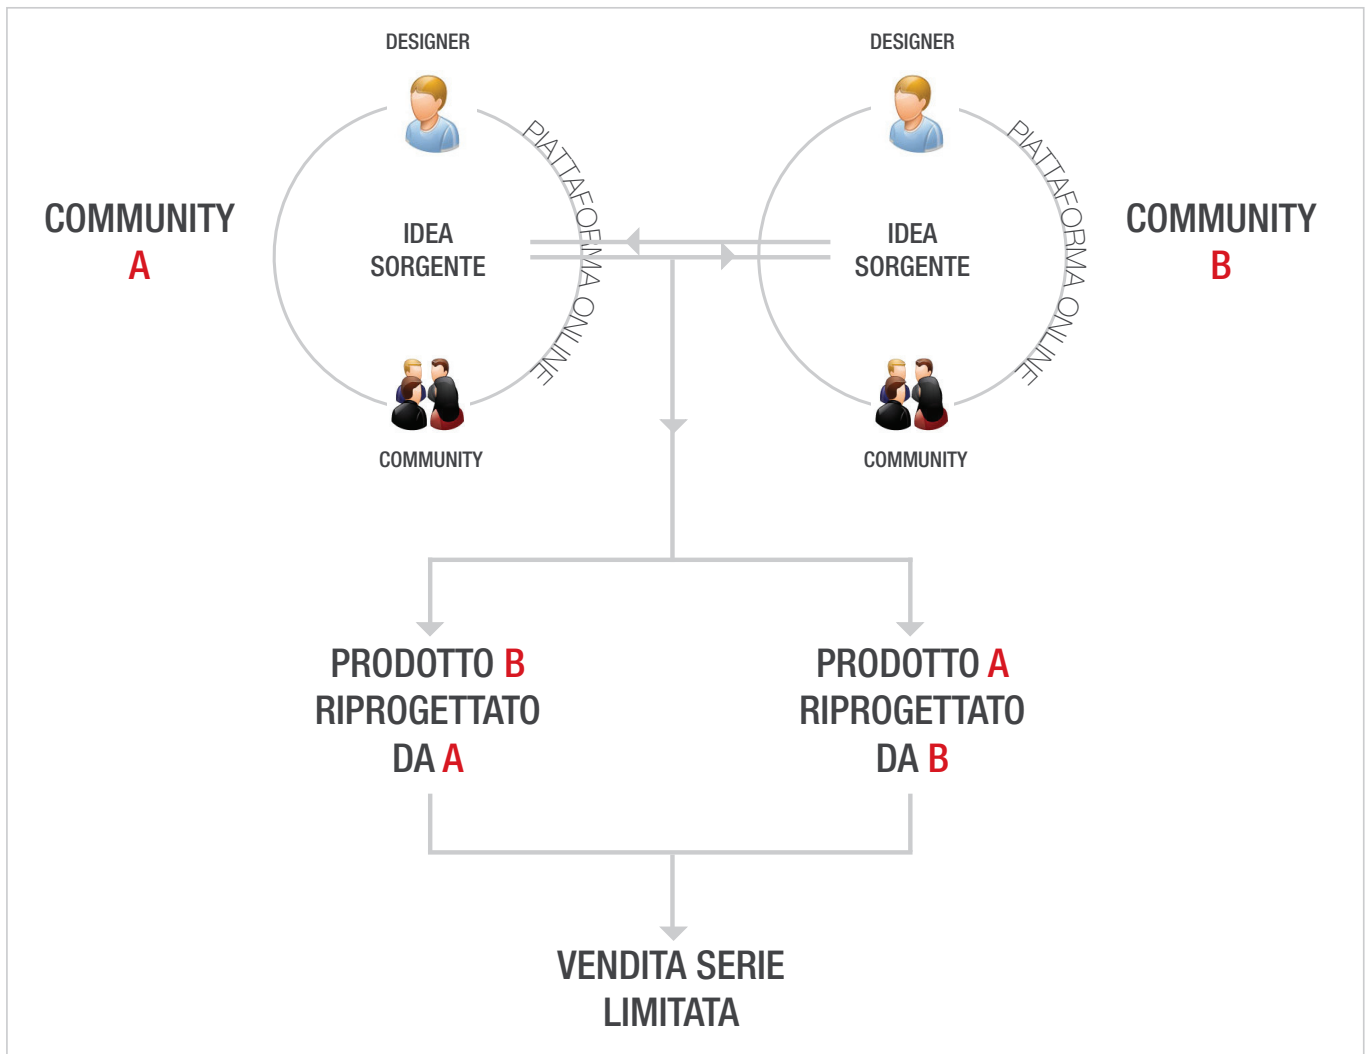 DESIGNER
DESIGNER
PIATTAFORMA ONLINE
PIATTAFORMA ONLINE
COMMUNITY
A
IDEA
SORGENTE
IDEA
SORGENTE
COMMUNITY
B
COMMUNITY
COMMUNITY
PRODOTTO B
RIPROGETTATO
DA A
PRODOTTO A
RIPROGETTATO
DA B
VENDITA SERIE
LIMITATA